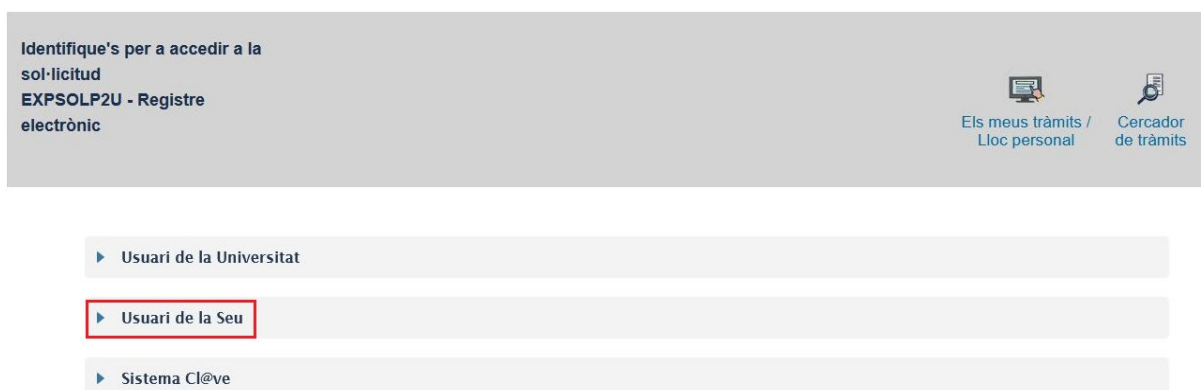 Identifique's per a accedir a la
sol·licitud
EXPSOLP2U - Registre
electrònic
Els meus tràmits /
Lloc personal
Cercador
de tràmits
Usuari de la Universitat
Usuari de la Seu
Sistema Cl@ve